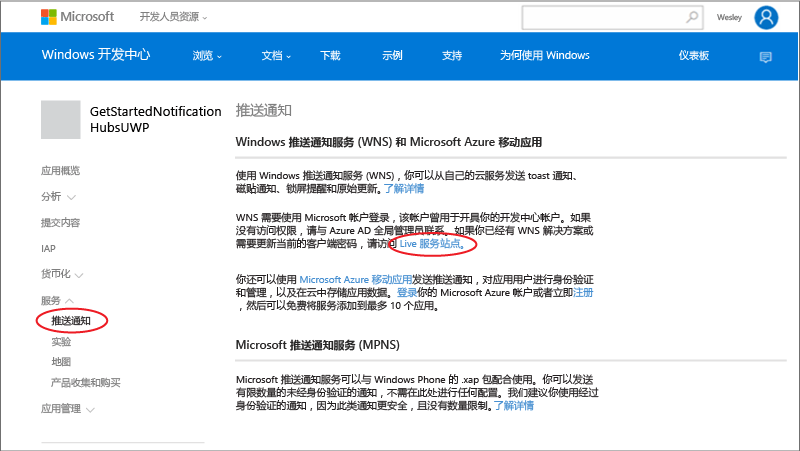 Microsoft
开发人员资源
Wesley
Windows 开发中心
浏览
文档
下载
示例
支持
为何使用 Windows
仪表板
GetStartedNotification
HubsUWP
应用概览
分析
提交内容
IAP
货币化
服务
推送通知
实验
地图
产品收集和购买
应用管理
推送通知
Windows 推送通知服务 (WNS) 和 Microsoft Azure 移动应用
使用 Windows 推送通知服务 (WNS)，你可以从自己的云服务发送 toast 通知、
磁贴通知、锁屏提醒和原始更新。了解详情
WNS 需要使用 Microsoft 帐户登录，该帐户曾用于开具你的开发中心帐户。如果
没有访问权限，请与 Azure AD 全局管理员联系。如果你已经有 WNS 解决方案或
需要更新当前的客户端密码，请访问 Live 服务站点。
你还可以使用 Microsoft Azure 移动应用发送推送通知，对应用用户进行身份验证
和管理，以及在云中存储应用数据。登录你的 Microsoft Azure 帐户或者立即注册
，然后可以免费将服务添加到最多 10 个应用。
Microsoft 推送通知服务 (MPNS)
Microsoft 推送通知服务可以与 Windows Phone 的 .xap 包配合使用。你可以发送
有限数量的未经身份验证的通知，不需在此处进行任何配置。我们建议你使用经过
身份验证的通知，因为此类通知更安全，且没有数量限制。了解详情